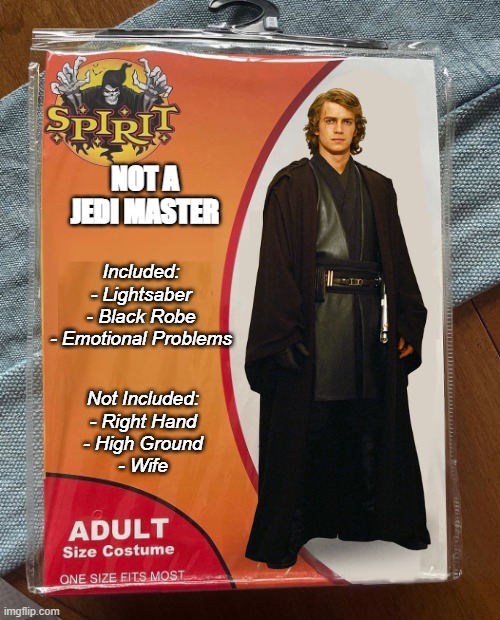 SPIRIT
NOT A
JEDI MASTER
Included:
- Lightsaber
- Black Robe
- Emotional Problems
Not Included:
- Right Hand
- High Ground
- Wife
ADULT
Size Costume
ONE SIZE FITS MOST
imgflip.com